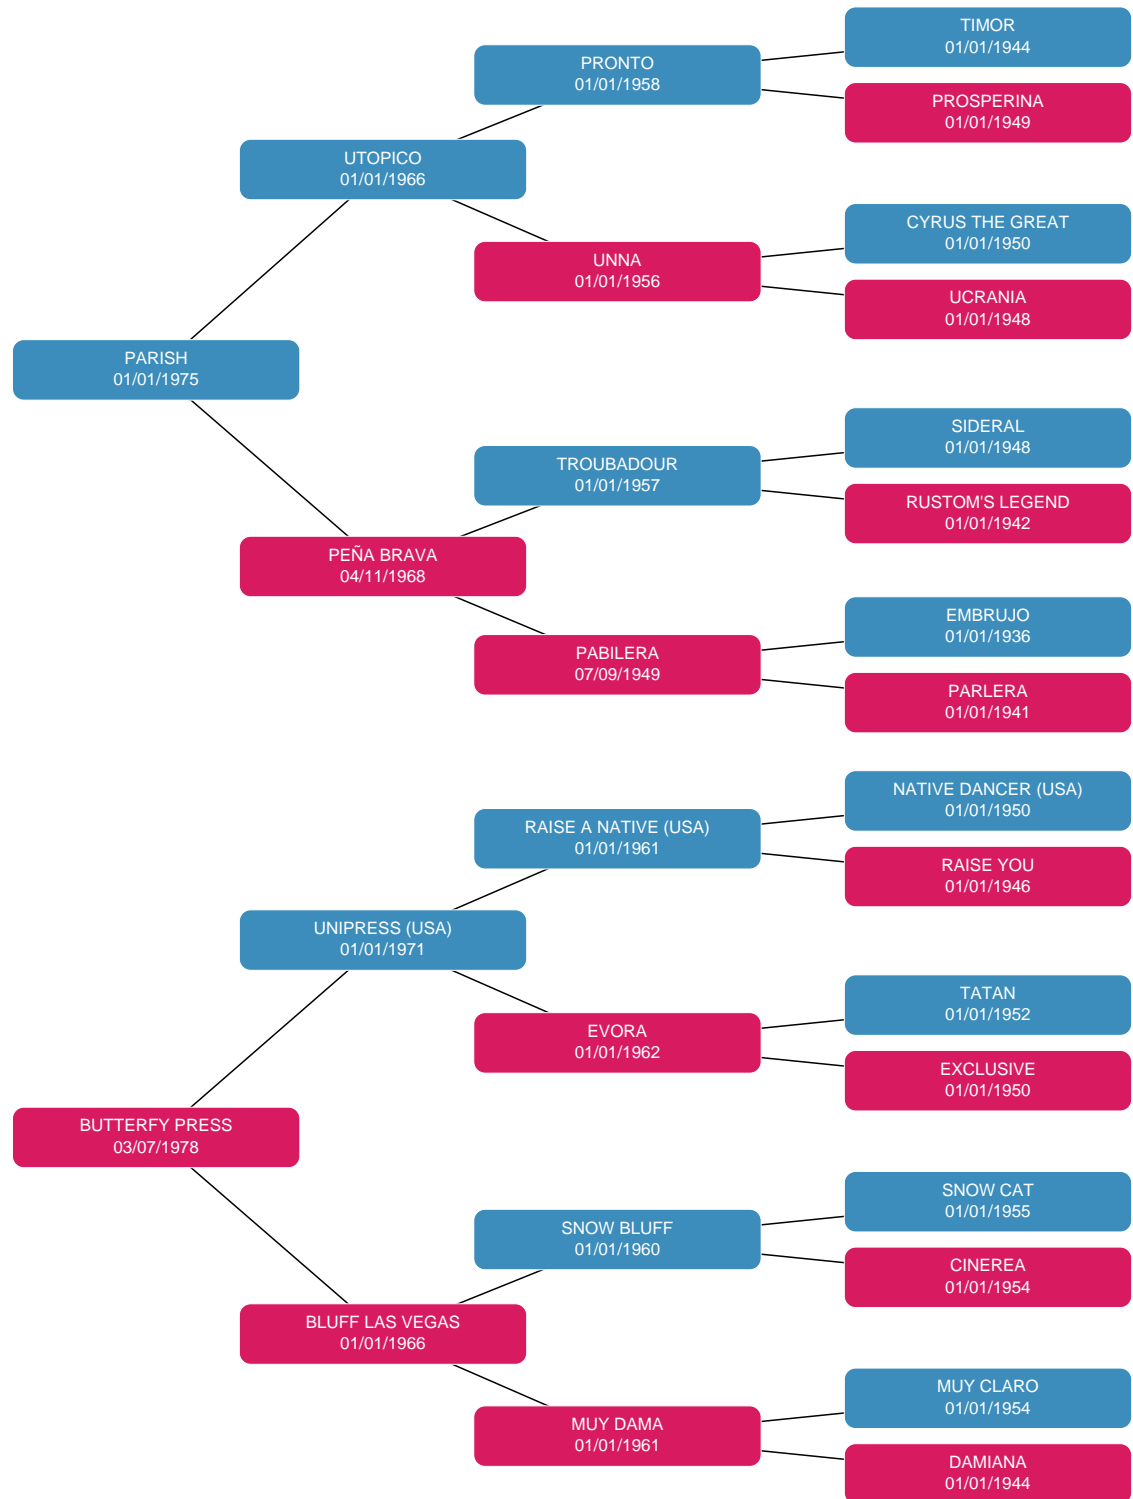 TIMOR
01/01/1944
PRONTO
01/01/1958
PROSPERINA
01/01/1949
UTOPICO
01/01/1966
CYRUS THE GREAT
01/01/1950
UNNA
01/01/1956
UCRANIA
01/01/1948
PARISH
01/01/1975
SIDERAL
01/01/1948
TROUBADOUR
01/01/1957
RUSTOM'S LEGEND
01/01/1942
PEÑA BRAVA
04/11/1968
EMBRUJO
01/01/1936
PABILERA
07/09/1949
PARLERA
01/01/1941
NATIVE DANCER (USA)
01/01/1950
RAISE A NATIVE (USA)
01/01/1961
RAISE YOU
01/01/1946
UNIPRESS (USA)
01/01/1971
TATAN
01/01/1952
EVORA
01/01/1962
EXCLUSIVE
01/01/1950
BUTTERFY PRESS
03/07/1978
SNOW CAT
01/01/1955
SNOW BLUFF
01/01/1960
CINEREA
01/01/1954
BLUFF LAS VEGAS
01/01/1966
MUY CLARO
01/01/1954
MUY DAMA
01/01/1961
DAMIANA
01/01/1944